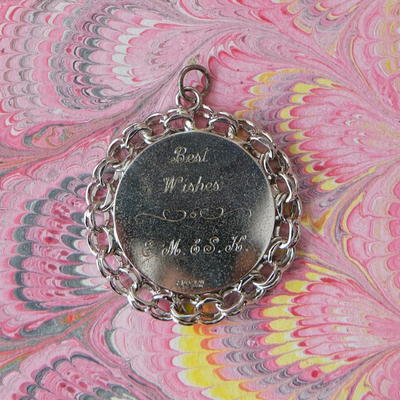 Best
Wishes
E. M. & S. K.